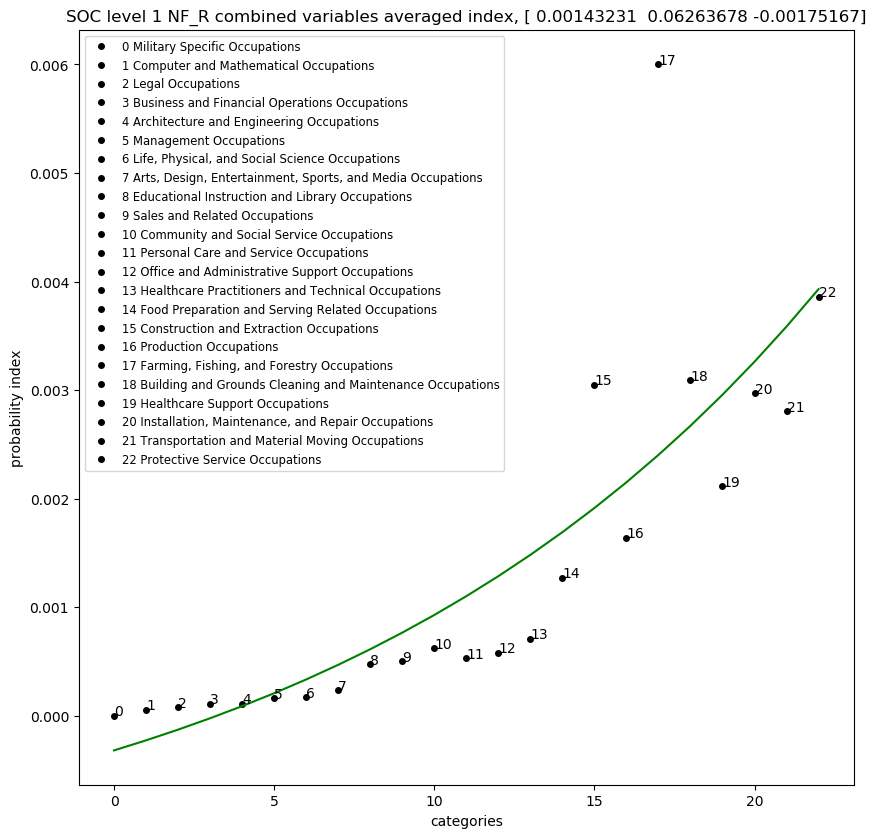 SOC level 1 NF_R combined variables averaged index, [ 0.00143231  0.06263678 -0.00175167]
0 Military Specific Occupations
1 Computer and Mathematical Occupations
2 Legal Occupations
3 Business and Financial Operations Occupations
4 Architecture and Engineering Occupations
5 Management Occupations
6 Life, Physical, and Social Science Occupations
7 Arts, Design, Entertainment, Sports, and Media Occupations
8 Educational Instruction and Library Occupations
9 Sales and Related Occupations
10 Community and Social Service Occupations
11 Personal Care and Service Occupations
12 Office and Administrative Support Occupations
13 Healthcare Practitioners and Technical Occupations
14 Food Preparation and Serving Related Occupations
15 Construction and Extraction Occupations
16 Production Occupations
17 Farming, Fishing, and Forestry Occupations
18 Building and Grounds Cleaning and Maintenance Occupations
19 Healthcare Support Occupations
20 Installation, Maintenance, and Repair Occupations
21 Transportation and Material Moving Occupations
22 Protective Service Occupations
probability index
0.006
0.005
0.004
0.003
0.002
0.001
0.000
0
1
2
3
4
5
6
7
8
9
10
11
12
13
14
15
16
17
18
19
20
21
22
0
5
10
15
20
categories